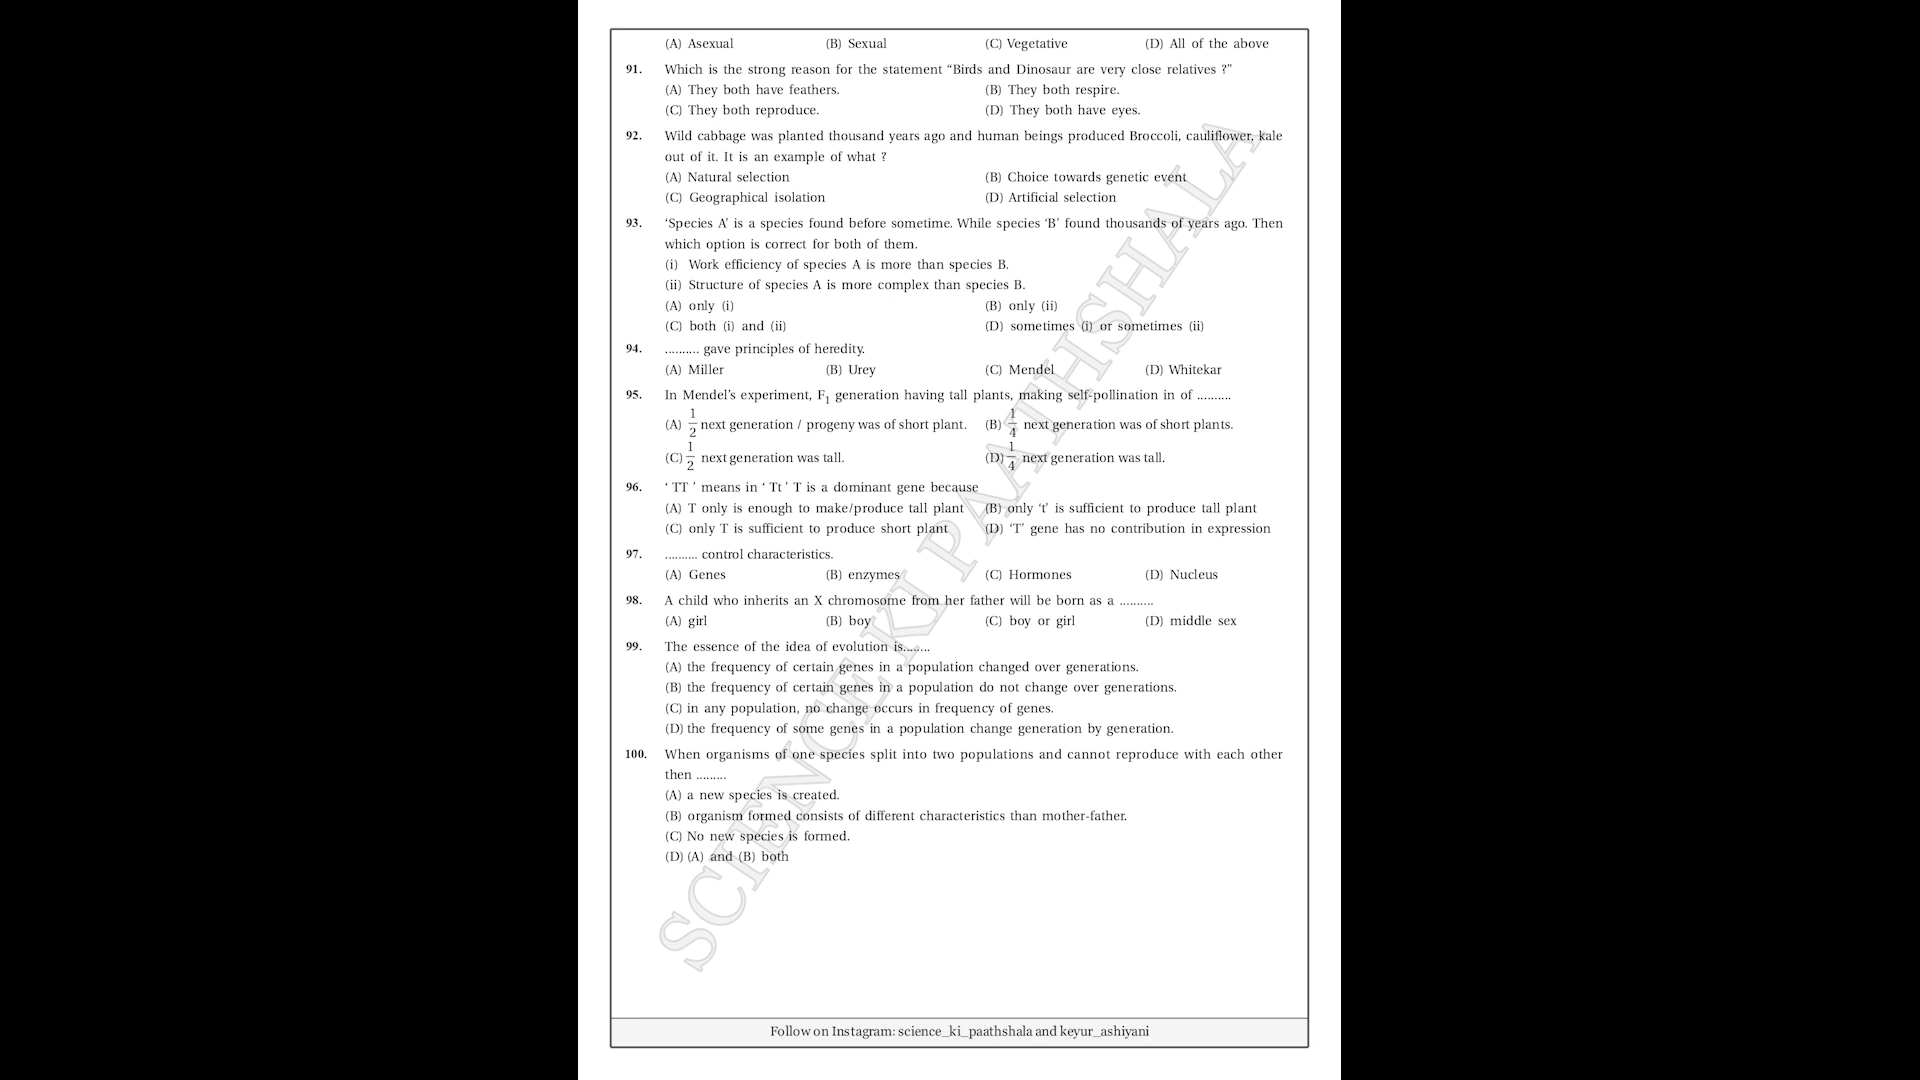 (A) Asexual (B) Sexual (C) Vegetative (D) All of the above
91. Which is the strong reason for the statement “Birds and Dinosaur are very close relatives ?”
(A) They both have feathers. (B) They both respire.
(C) They both reproduce. (D) They both have eyes.
92. Wild cabbage was planted thousand years ago and human beings produced Broccoli, cauliflower, kale
out of it. It is an example of what ?
(A) Natural selection (B) Choice towards genetic event
(C) Geographical isolation (D) Artificial selection
93. ‘Species A’ is a species found before sometime. While species ‘B’ found thousands of years ago. Then
which option is correct for both of them.
(i) Work efficiency of species A is more than species B.
(ii) Structure of species A is more complex than species B.
(A) only (i) (B) only (ii)
(C) both (i) and (ii) (D) sometimes (i) or sometimes (ii)
94. .......... gave principles of heredity.
(A) Miller (B) Urey (C) Mendel (D) Whitekar
95. In Mendel’s experiment, F1 generation having tall plants, making self-pollination in of ..........
(A) 1/2 next generation / progeny was of short plant. (B) 1/4 next generation was of short plants.
(C) 1/2 next generation was tall. (D) 1/4 next generation was tall.
96. ‘ TT ’ means in ‘ Tt ’ T is a dominant gene because
(A) T only is enough to make/produce tall plant (B) only ‘t’ is sufficient to produce tall plant
(C) only T is sufficient to produce short plant (D) ‘T’ gene has no contribution in expression
97. .......... control characteristics.
(A) Genes (B) enzymes (C) Hormones (D) Nucleus
98. A child who inherits an X chromosome from her father will be born as a ..........
(A) girl (B) boy (C) boy or girl (D) middle sex
99. The essence of the idea of evolution is........
(A) the frequency of certain genes in a population changed over generations.
(B) the frequency of certain genes in a population do not change over generations.
(C) in any population, no change occurs in frequency of genes.
(D) the frequency of some genes in a population change generation by generation.
100. When organisms of one species split into two populations and cannot reproduce with each other
then .........
(A) a new species is created.
(B) organism formed consists of different characteristics than mother-father.
(C) No new species is formed.
(D) (A) and (B) both
SCIENCE KI PAATHSHALA
Follow on Instagram: science_ki_paathshala and keyur_ashiyani